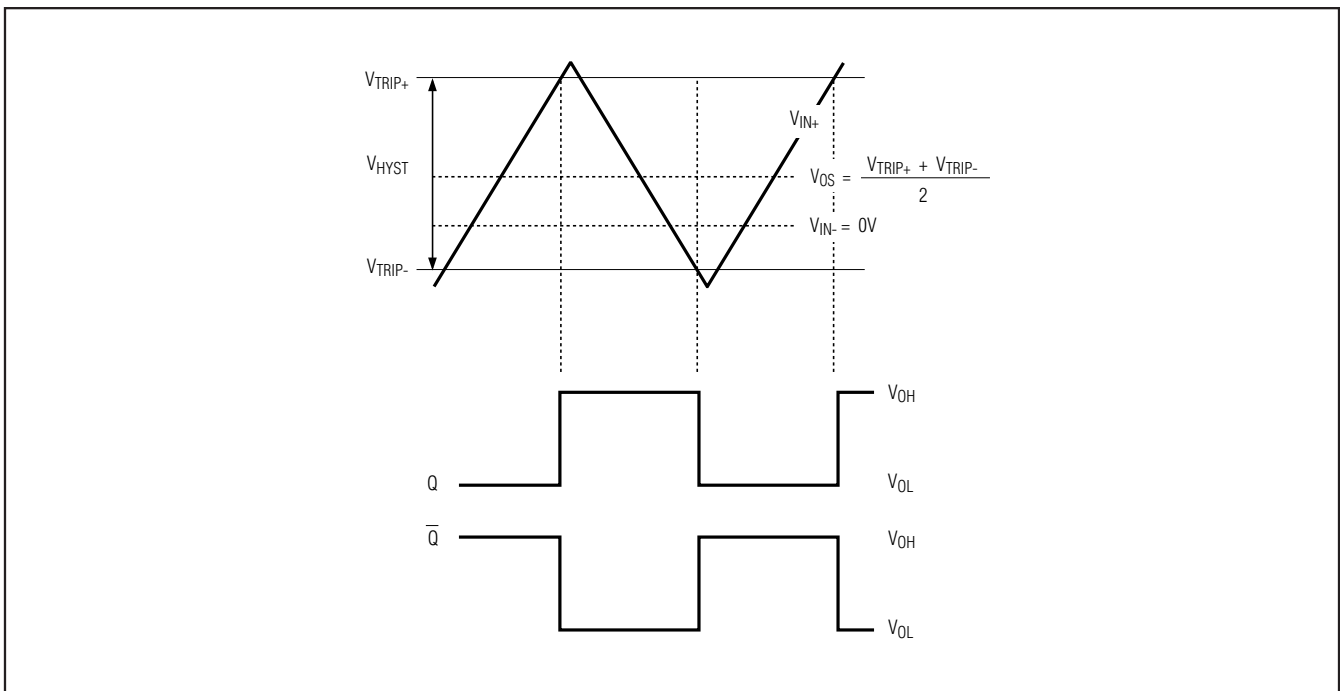 VTRIP+
VIN+
VHYST
VOS = VTRIP+ + VTRIP-
2
VIN- = 0V
VTRIP-
VOH
Q
VOL
Q̅
VOH
VOL